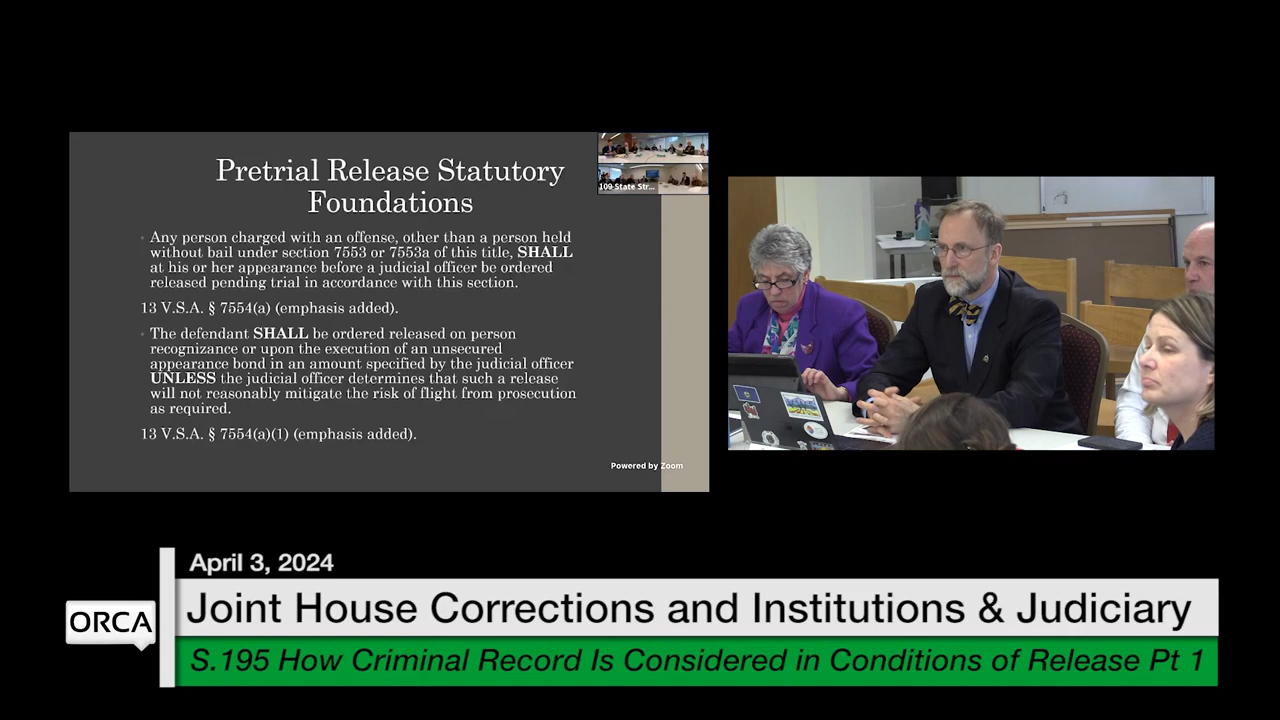 Pretrial Release Statutory
Foundations
109 State Str...
Any person charged with an offense, other than a person held
without bail under section 7553 or 7553a of this title, SHALL
at his or her appearance before a judicial officer be ordered
released pending trial in accordance with this section.
13 V.S.A. § 7554(a) (emphasis added).
The defendant SHALL be ordered released on person
recognizance or upon the execution of an unsecured
appearance bond in an amount specified by the judicial officer
UNLESS the judicial officer determines that such a release
will not reasonably mitigate the risk of flight from prosecution
as required.
13 V.S.A. § 7554(a)(1) (emphasis added).
Powered by Zoom
April 3, 2024
ORCA
Joint House Corrections and Institutions & Judiciary
S.195 How Criminal Record Is Considered in Conditions of Release Pt 1